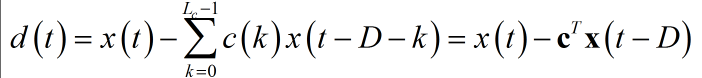 d(t) = x(t) − ∑_{k=0}^{L_c−1} c(k) x(t − D − k) = x(t) − **c**^T **x**(t − D)